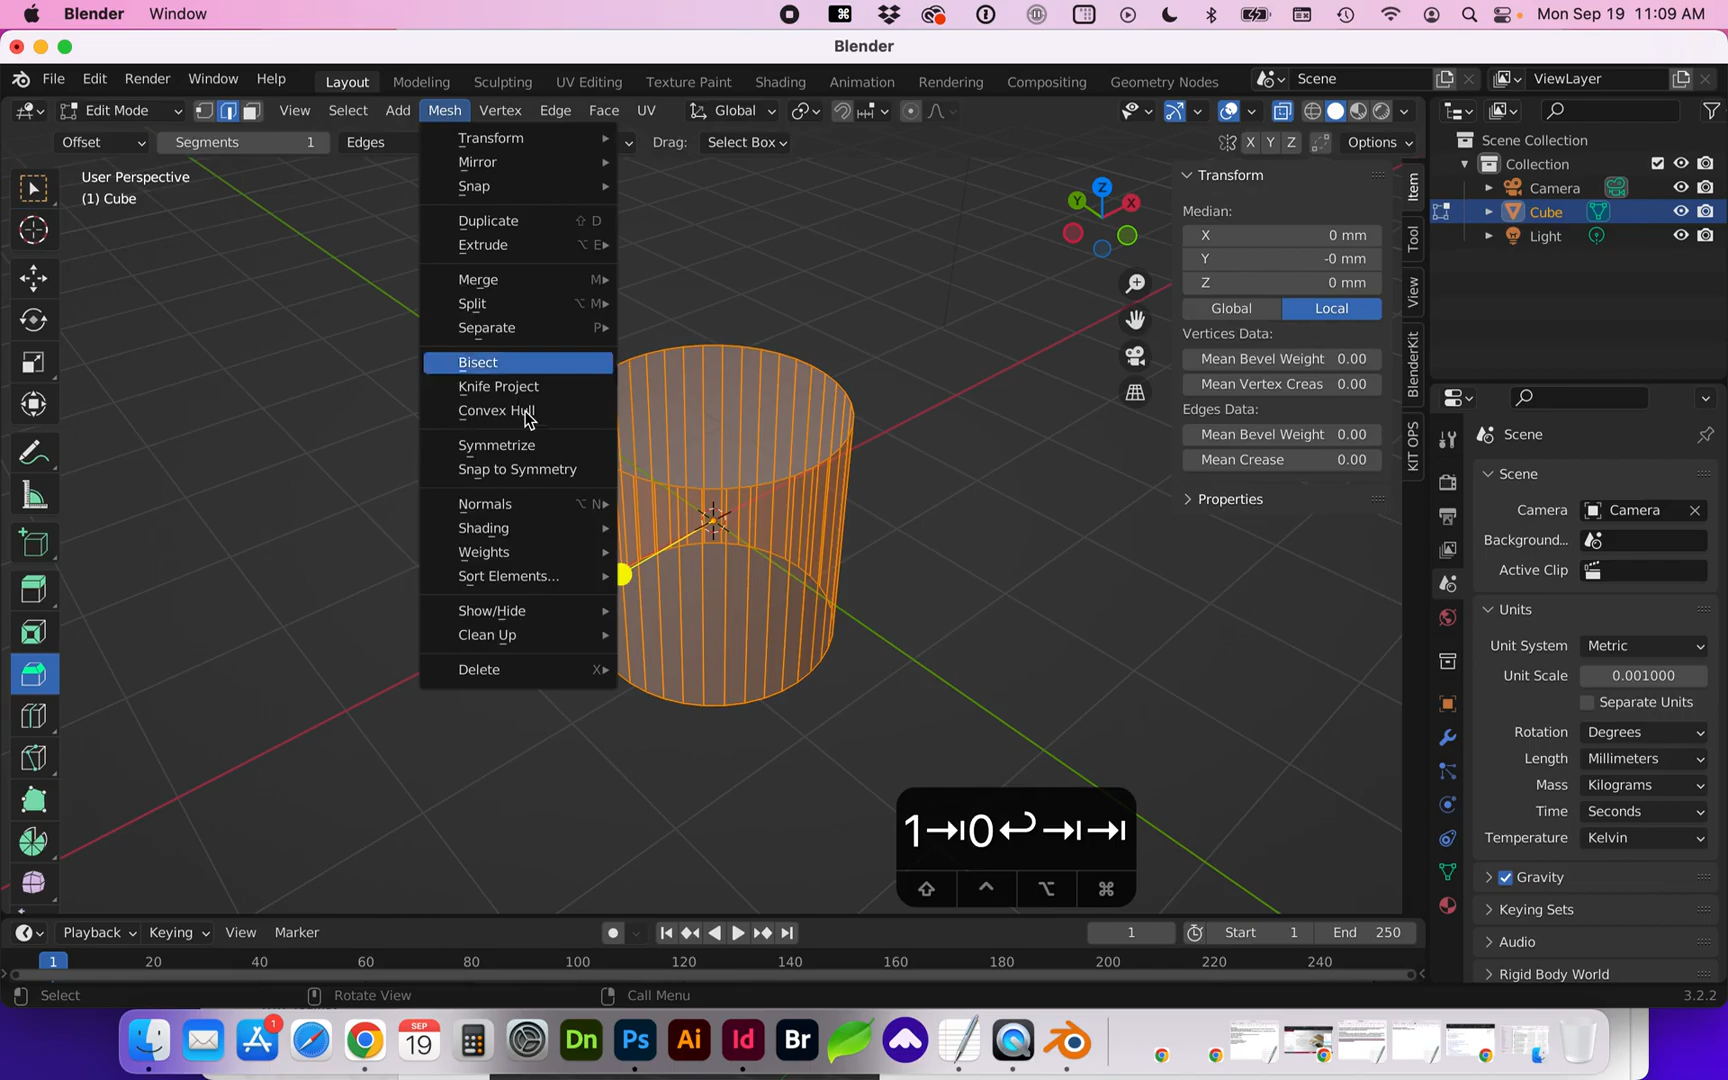 Blender Window
Mon Sep 19 11:09 AM
Blender
File Edit Render Window Help
Layout Modeling Sculpting UV Editing Texture Paint Shading Animation Rendering Compositing Geometry Nodes
Scene
ViewLayer
Edit Mode View Select Add Mesh Vertex Edge Face UV Global
Offset Segments 1 Edges
Drag: Select Box
X Y Z Options
User Perspective
(1) Cube
Transform
Mirror
Snap
Duplicate ⇧ D
Extrude ⌥ E
Merge M
Split ⌥ M
Separate P
Bisect
Knife Project
Convex Hull
Symmetrize
Snap to Symmetry
Normals ⌥ N
Shading
Weights
Sort Elements...
Show/Hide
Clean Up
Delete X
Z
Y
X
Transform
Median:
X 0 mm
Y -0 mm
Z 0 mm
Global Local
Vertices Data:
Mean Bevel Weight 0.00
Mean Vertex Creas 0.00
Edges Data:
Mean Bevel Weight 0.00
Mean Crease 0.00
Properties
Item
Tool
View
BlenderKit
KIT OPS
Scene Collection
Collection
Camera
Cube
Light
Scene
Scene
Camera Camera
Background...
Active Clip
Units
Unit System Metric
Unit Scale 0.001000
Separate Units
Rotation Degrees
Length Millimeters
Mass Kilograms
Time Seconds
Temperature Kelvin
Gravity
Keying Sets
Audio
Rigid Body World
1⇥0↩⇥⇥
⇧ ^ ⌥ ⌘
Playback Keying View Marker
1 Start 1 End 250
1 20 40 60 80 100 120 140 160 180 200 220 240
Select Rotate View Call Menu 3.2.2
1
SEP
19
Dn Ps Ai Id Br